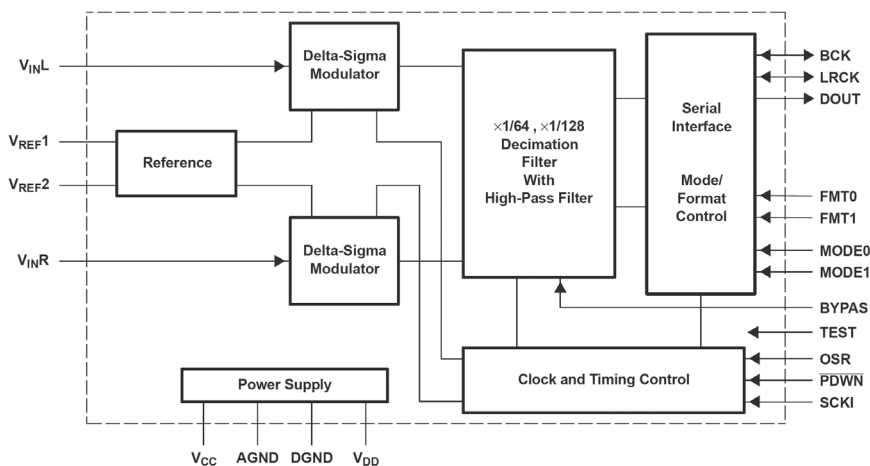 VINL
VREF1
VREF2
VINR
Delta-Sigma
Modulator
Reference
Delta-Sigma
Modulator
×1/64 , ×1/128
Decimation
Filter
With
High-Pass Filter
Serial
Interface
Mode/
Format
Control
Clock and Timing Control
Power Supply
VCC
AGND
DGND
VDD
BCK
LRCK
DOUT
FMT0
FMT1
MODE0
MODE1
BYPAS
TEST
OSR
PDWN
SCKI